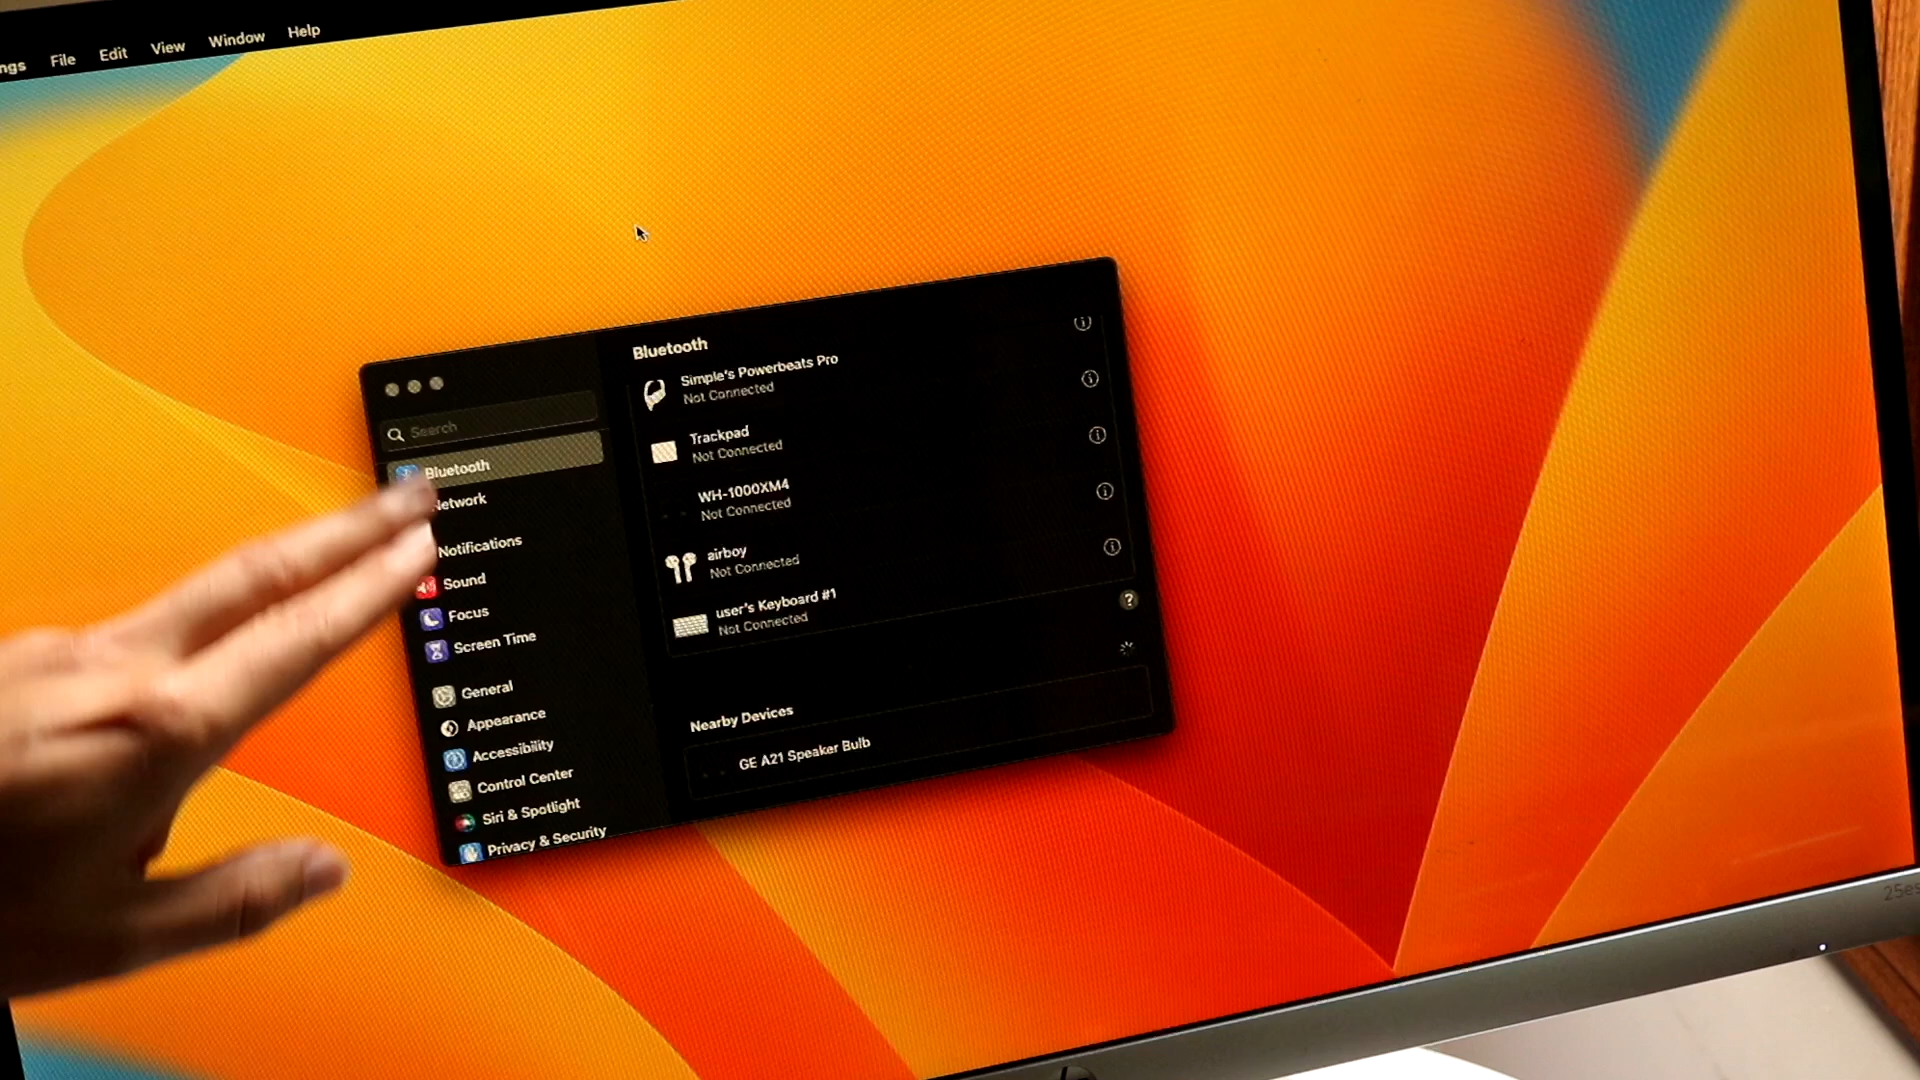 File Edit View Window Help
Bluetooth
Search
Bluetooth
Network
Notifications
Sound
Focus
Screen Time
General
Appearance
Accessibility
Control Center
Siri & Spotlight
Privacy & Security
Simple's Powerbeats Pro
Not Connected
Trackpad
Not Connected
WH-1000XM4
Not Connected
airboy
Not Connected
user's Keyboard #1
Not Connected
?
Nearby Devices
GE A21 Speaker Bulb